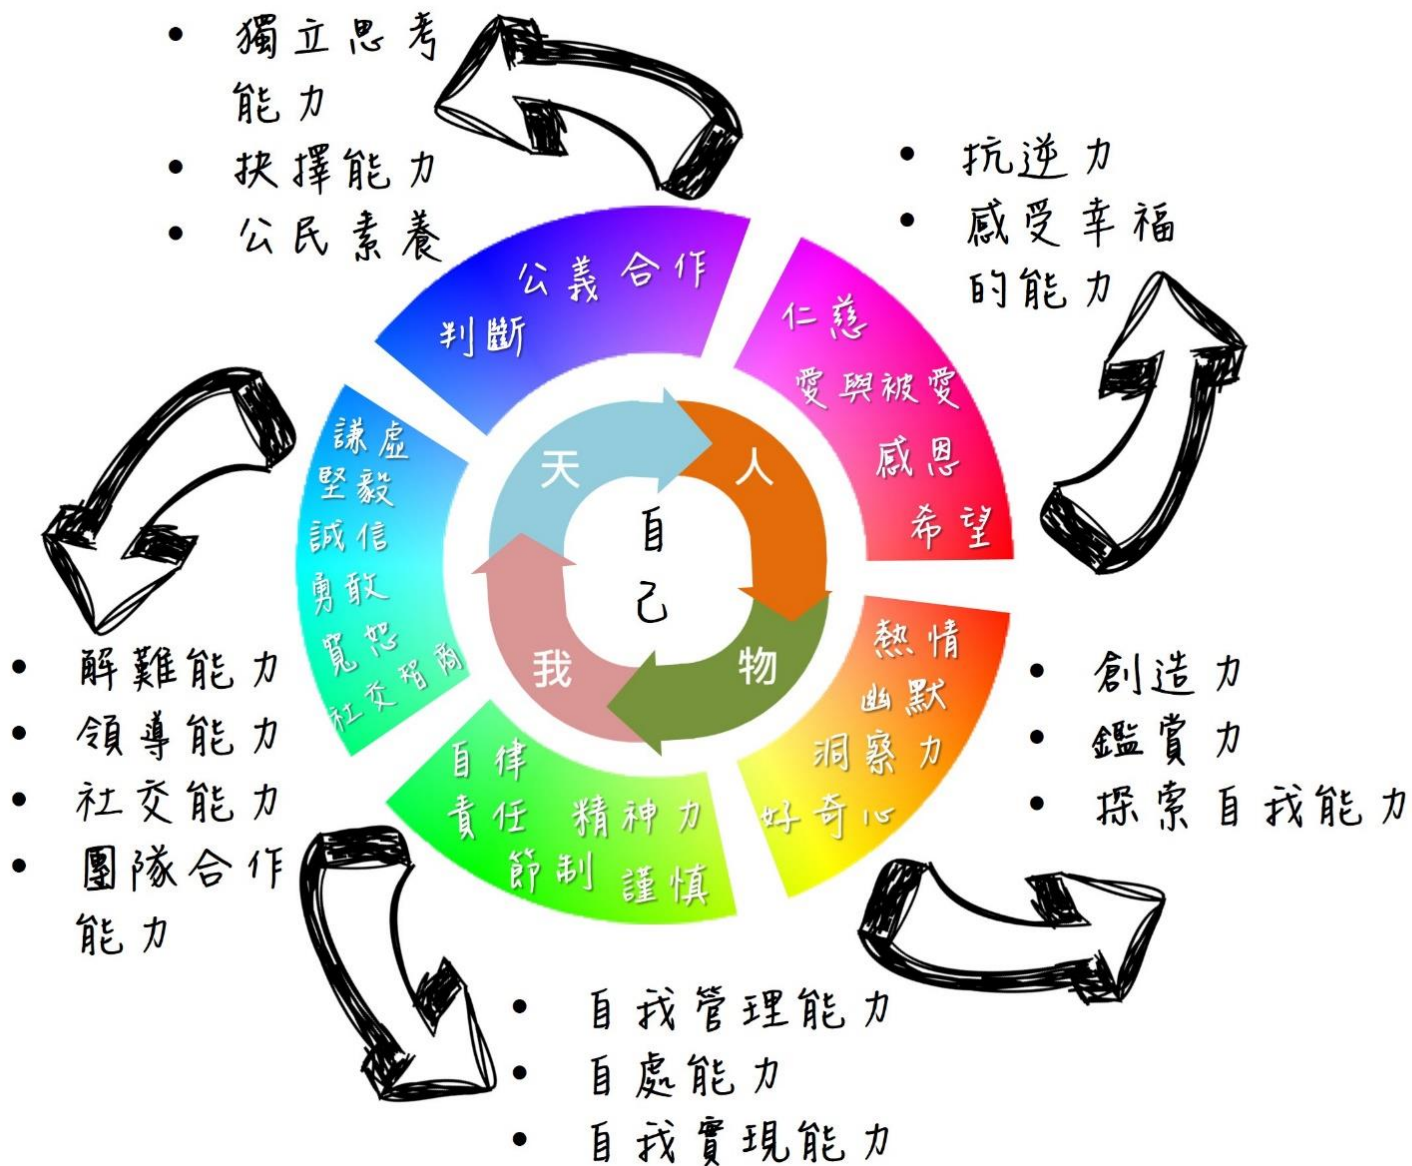 • 獨立思考
能力
• 抉擇能力
• 公民素養
• 抗逆力
• 感受幸福
的能力
公義 合作
判斷
仁慈
愛與被愛
感恩
希望
謙虛
堅毅
誠信
勇敢
寬恕
社交智商
天
人
自
己
我
物
熱情
幽默
洞察力
好奇心
自律
責任 精神力
節制 謹慎
• 解難能力
• 領導能力
• 社交能力
• 團隊合作
能力
• 創造力
• 鑑賞力
• 探索自我能力
• 自我管理能力
• 自處能力
• 自我實現能力